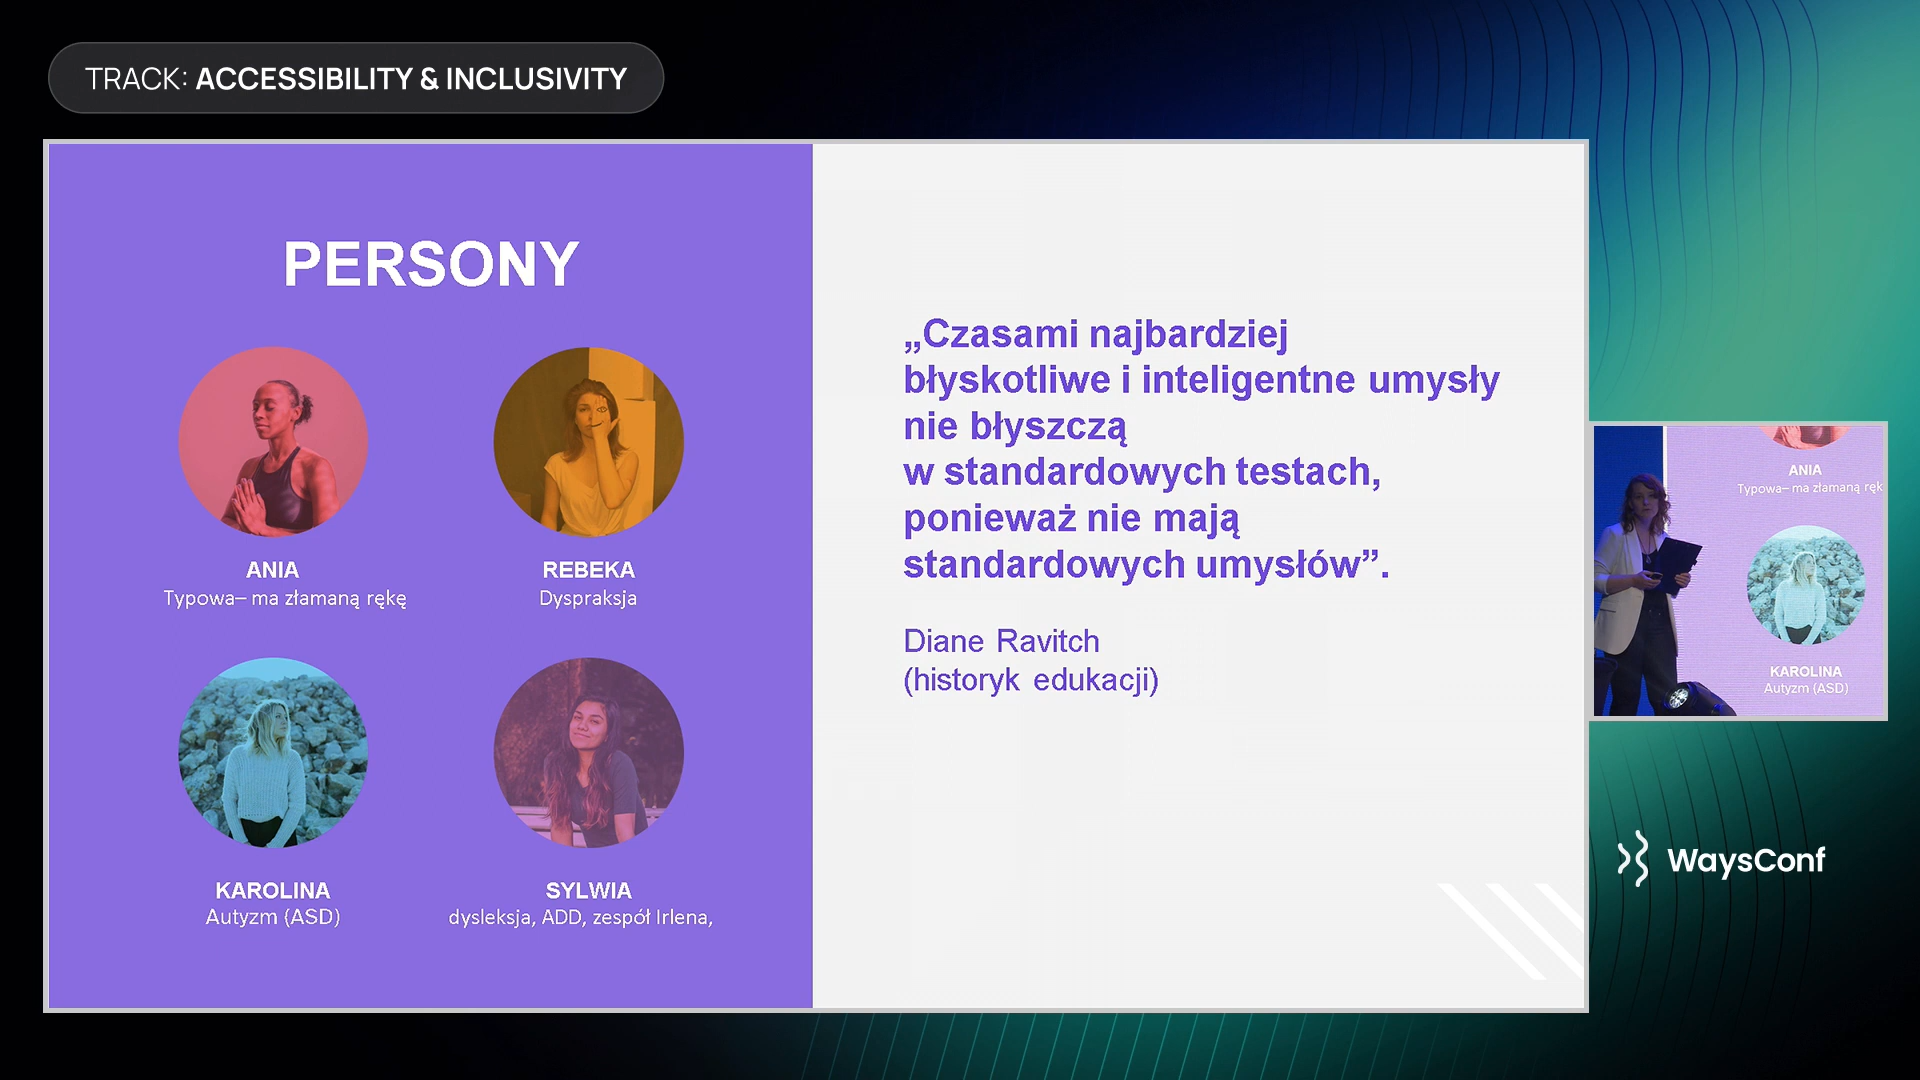 TRACK: ACCESSIBILITY & INCLUSIVITY
PERSONY
ANIA
Typowa– ma złamaną rękę
REBEKA
Dyspraksja
KAROLINA
Autyzm (ASD)
SYLWIA
dysleksja, ADD, zespół Irlena,
„Czasami najbardziej
błyskotliwe i inteligentne umysły
nie błyszczą
w standardowych testach,
ponieważ nie mają
standardowych umysłów”.
Diane Ravitch
(historyk edukacji)
ANIA
Typowa– ma złamaną ręk
KAROLINA
Autyzm (ASD)
WaysConf